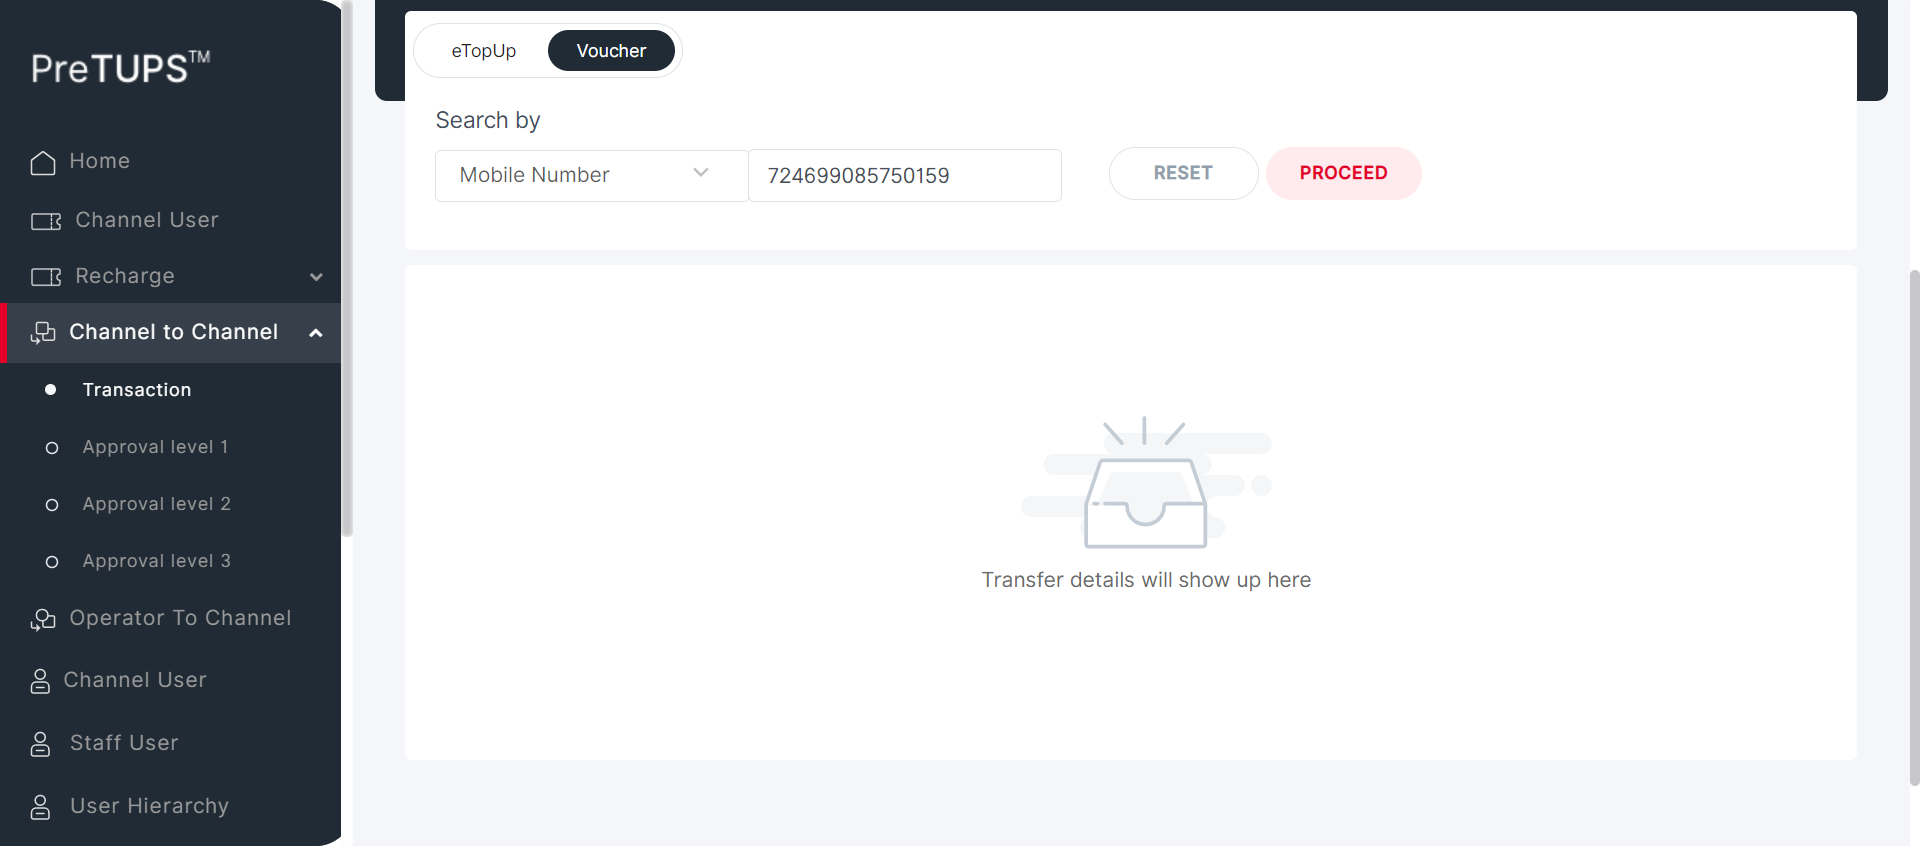 PreTUPS™
Home
Channel User
Recharge
Channel to Channel
Transaction
Approval level 1
Approval level 2
Approval level 3
Operator To Channel
Channel User
Staff User
User Hierarchy
eTopUp
Voucher
Search by
Mobile Number
724699085750159
RESET
PROCEED
Transfer details will show up here